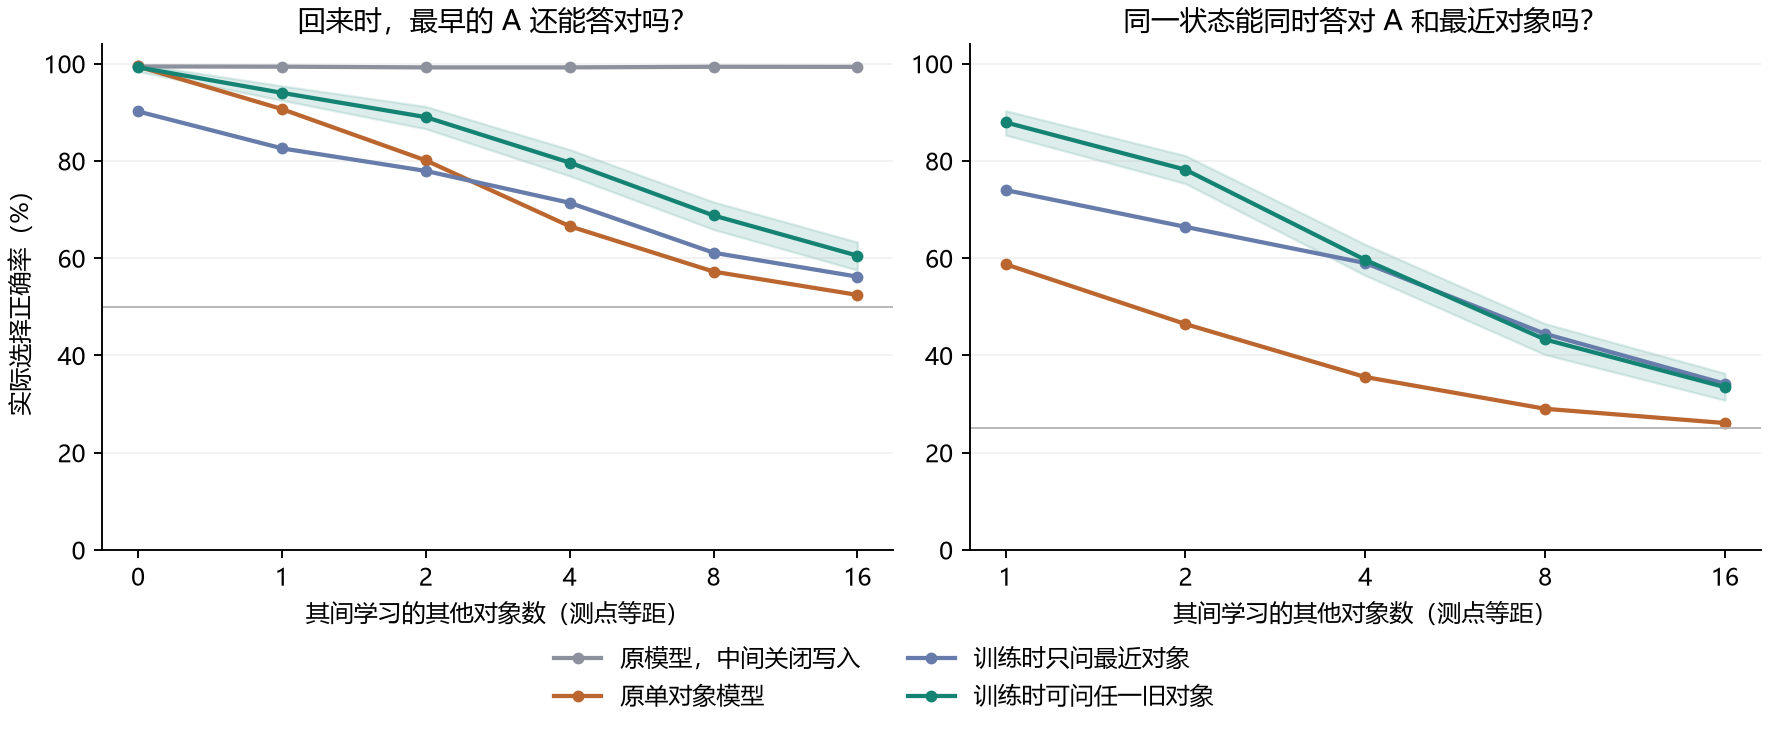 回来时，最早的 A 还能答对吗？
实际选择正确率（%）
100
80
60
40
20
0
0 1 2 4 8 16
其间学习的其他对象数（测点等距）
同一状态能同时答对 A 和最近对象吗？
100
80
60
40
20
0
1 2 4 8 16
其间学习的其他对象数（测点等距）
原模型，中间关闭写入
原单对象模型
训练时只问最近对象
训练时可问任一旧对象